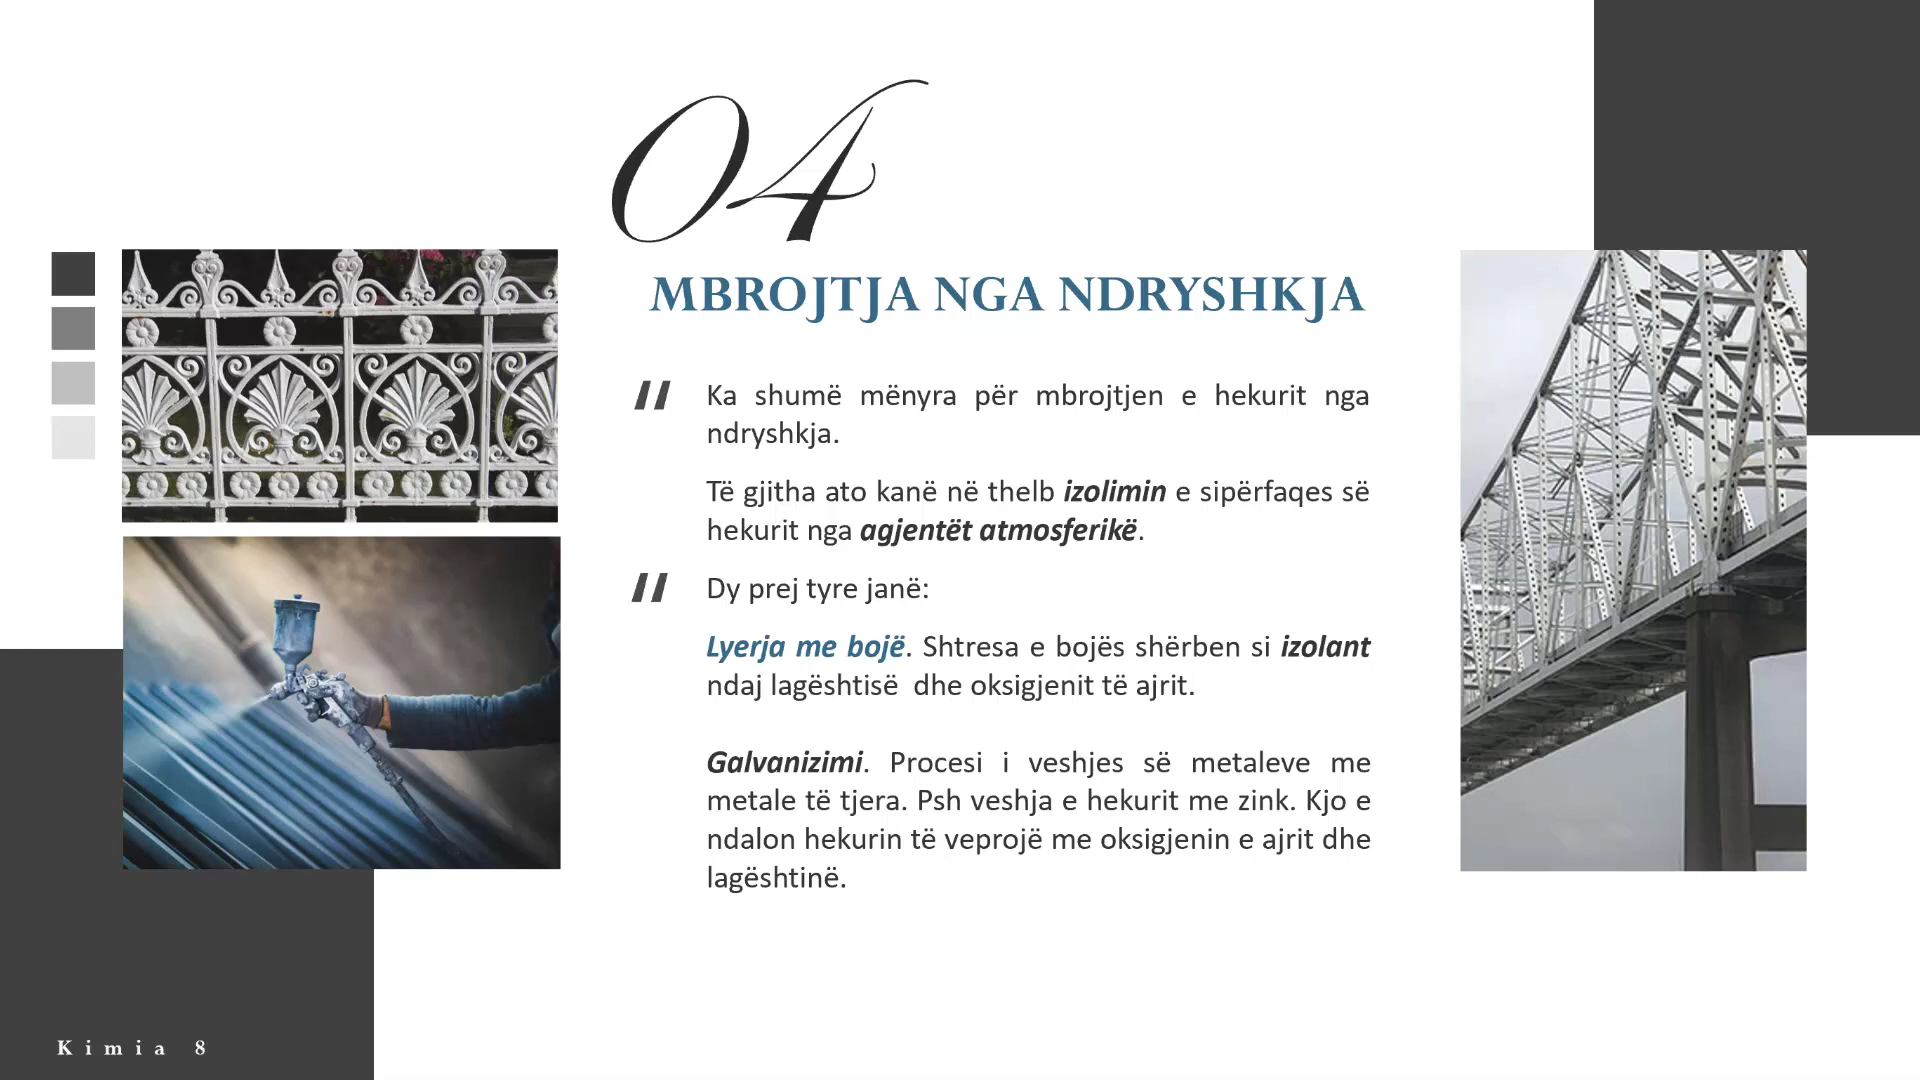 04
MBROJTJA NGA NDRYSHKJA
Ka shumë mënyra për mbrojtjen e hekurit nga
ndryshkja.
Të gjitha ato kanë në thelb izolimin e sipërfaqes së
hekurit nga agjentët atmosferikë.
Dy prej tyre janë:
Lyerja me bojë. Shtresa e bojës shërben si izolant
ndaj lagështisë dhe oksigjenit të ajrit.
Galvanizimi. Procesi i veshjes së metaleve me
metale të tjera. Psh veshja e hekurit me zink. Kjo e
ndalon hekurin të veprojë me oksigjenin e ajrit dhe
lagështinë.
Kimia 8